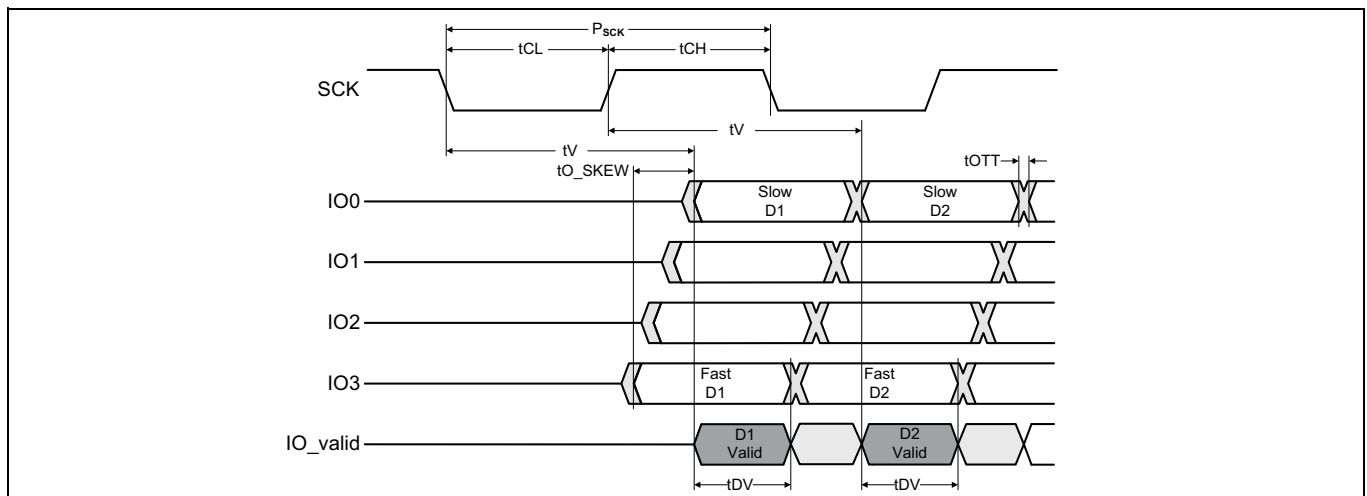 PSCK
tCL tCH
SCK
tV
tV
tO_SKEW tOTT
IO0 Slow D1 Slow D2
IO1
IO2
IO3 Fast D1 Fast D2
IO_valid D1 Valid D2 Valid
tDV tDV